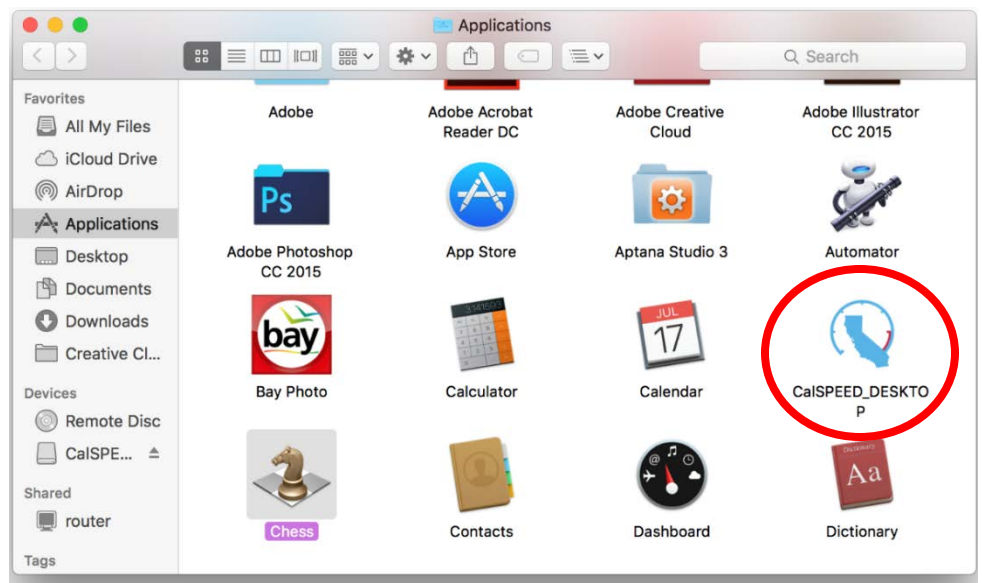 Applications
Search
Favorites
All My Files
iCloud Drive
AirDrop
Applications
Desktop
Documents
Downloads
Creative Cl...
Devices
Remote Disc
CalSPE...
Shared
router
Tags
Adobe
Adobe Acrobat
Reader DC
Adobe Creative
Cloud
Adobe Illustrator
CC 2015
Ps
Adobe Photoshop
CC 2015
App Store
Aptana Studio 3
Automator
bay
Bay Photo
Calculator
JUL
17
Calendar
CalSPEED_DESKTO
P
Chess
Contacts
@
Dashboard
Dictionary
Aa
Dictionary